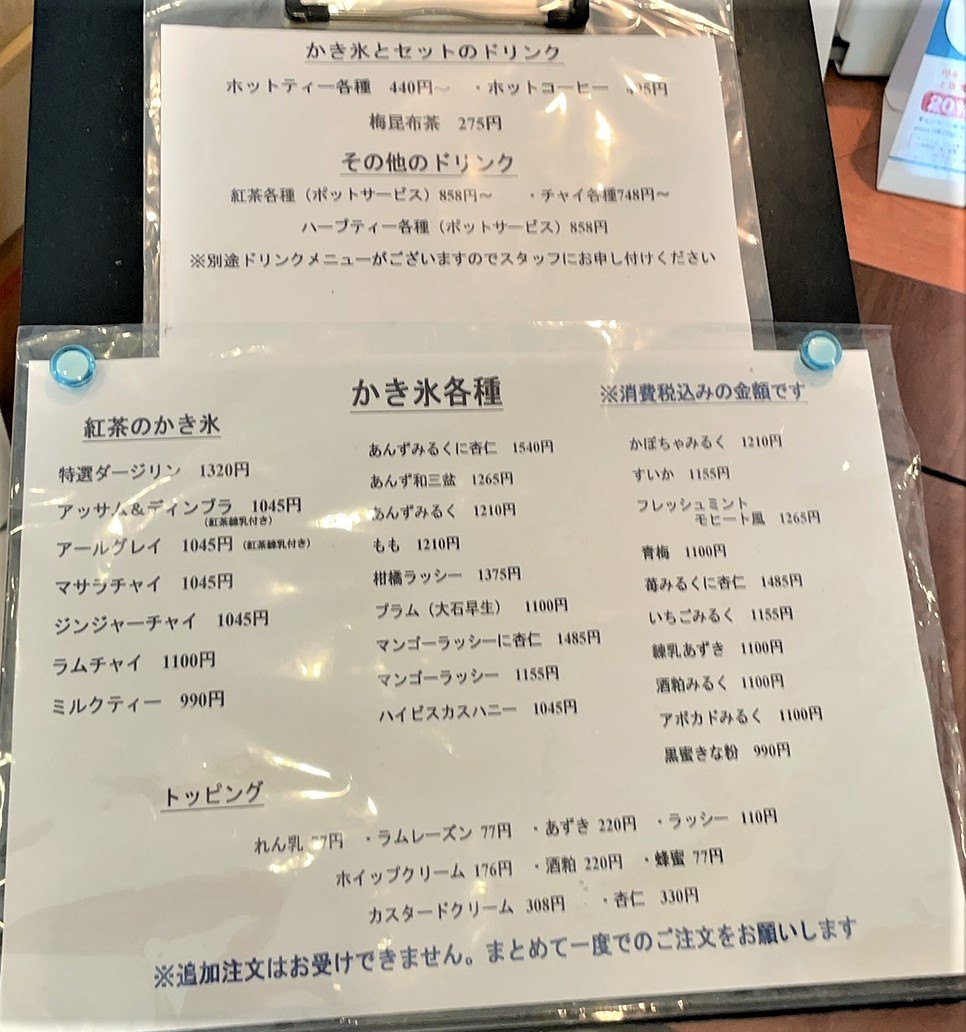 かき氷とセットのドリンク
ホットティー各種 440円～ ・ホットコーヒー
梅昆布茶 275円
その他のドリンク
紅茶各種（ポットサービス）858円～ ・チャイ各種748円～
ハーブティー各種（ポットサービス）858円
※別途ドリンクメニューがございますのでスタッフにお申し付けください
20%
かき氷各種
※消費税込みの金額です
紅茶のかき氷
特選ダージリン 1320円
アッサム＆ディンブラ 1045円
（紅茶練乳付き）
アールグレイ 1045円（紅茶練乳付き）
マサラチャイ 1045円
ジンジャーチャイ 1045円
ラムチャイ 1100円
ミルクティー 990円
あんずみるくに杏仁 1540円
あんず和三盆 1265円
あんずみるく 1210円
もも 1210円
柑橘ラッシー 1375円
プラム（大石早生） 1100円
マンゴーラッシーに杏仁 1485円
マンゴーラッシー 1155円
ハイビスカスハニー 1045円
かぼちゃみるく 1210円
すいか 1155円
フレッシュミント
モヒート風 1265円
青梅 1100円
苺みるくに杏仁 1485円
いちごみるく 1155円
練乳あずき 1100円
酒粕みるく 1100円
アボカドみるく 1100円
黒蜜きな粉 990円
トッピング
れん乳 77円 ・ラムレーズン 77円 ・あずき 220円 ・ラッシー 110円
ホイップクリーム 176円 ・酒粕 220円 ・蜂蜜 77円
カスタードクリーム 308円 ・杏仁 330円
※追加注文はお受けできません。まとめて一度でのご注文をお願いします